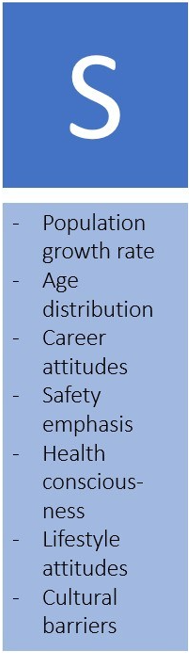 S
- Population
growth rate
- Age
distribution
- Career
attitudes
- Safety
emphasis
- Health
conscious-
ness
- Lifestyle
attitudes
- Cultural
barriers